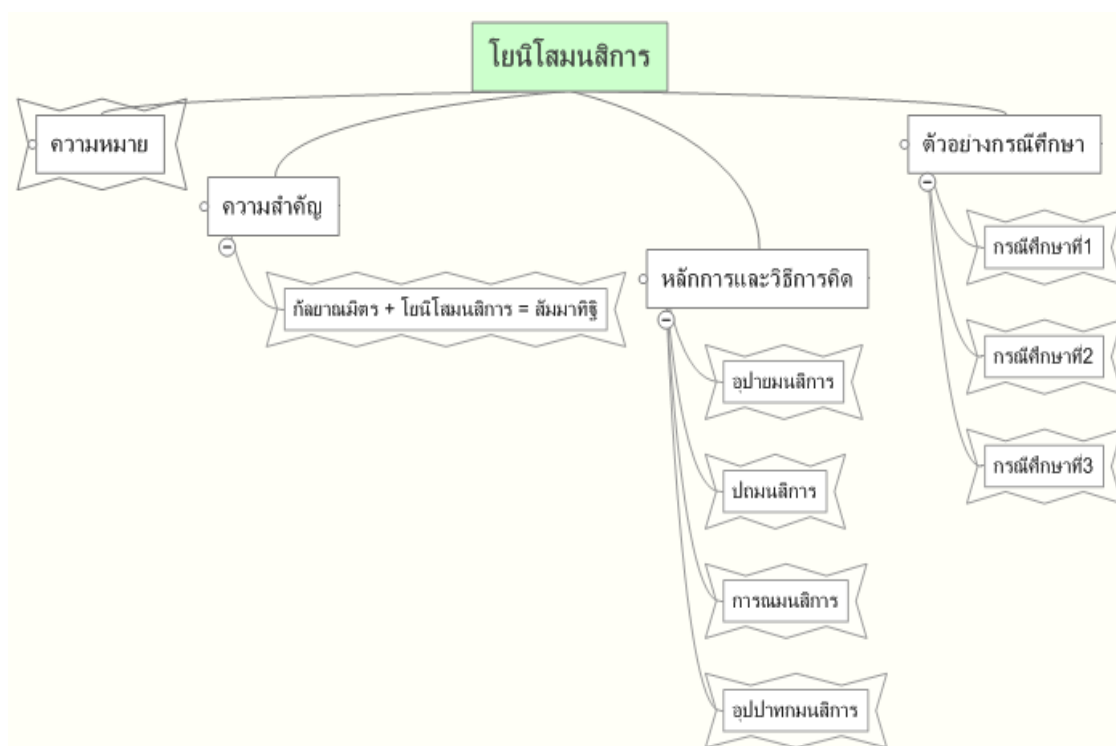 โยนิโสมนสิการ
ความหมาย
ความสำคัญ
กัลยาณมิตร + โยนิโสมนสิการ = สัมมาทิฐิ
หลักการและวิธีการคิด
อุปายมนสิการ
ปถมนสิการ
การณมนสิการ
อุปปาทกมนสิการ
ตัวอย่างกรณีศึกษา
กรณีศึกษาที่1
กรณีศึกษาที่2
กรณีศึกษาที่3